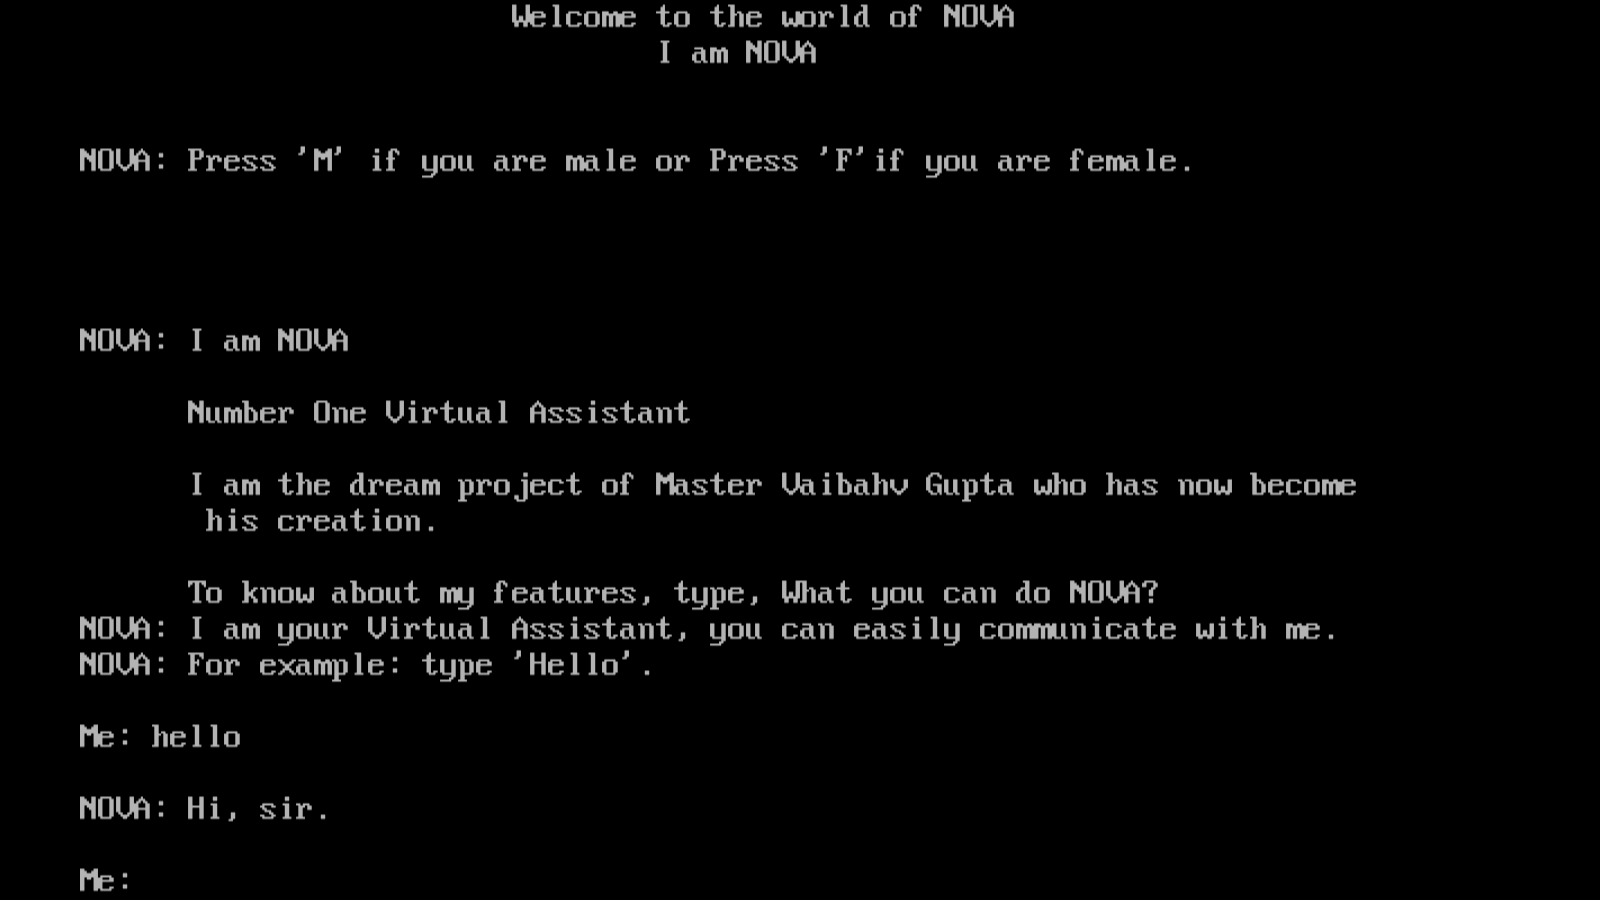 Welcome to the world of NOVA
I am NOVA
NOVA: Press 'M' if you are male or Press 'F'if you are female.
NOVA: I am NOVA
Number One Virtual Assistant
I am the dream project of Master Vaibahv Gupta who has now become
his creation.
To know about my features, type, What you can do NOVA?
NOVA: I am your Virtual Assistant, you can easily communicate with me.
NOVA: For example: type 'Hello'.
Me: hello
NOVA: Hi, sir.
Me: